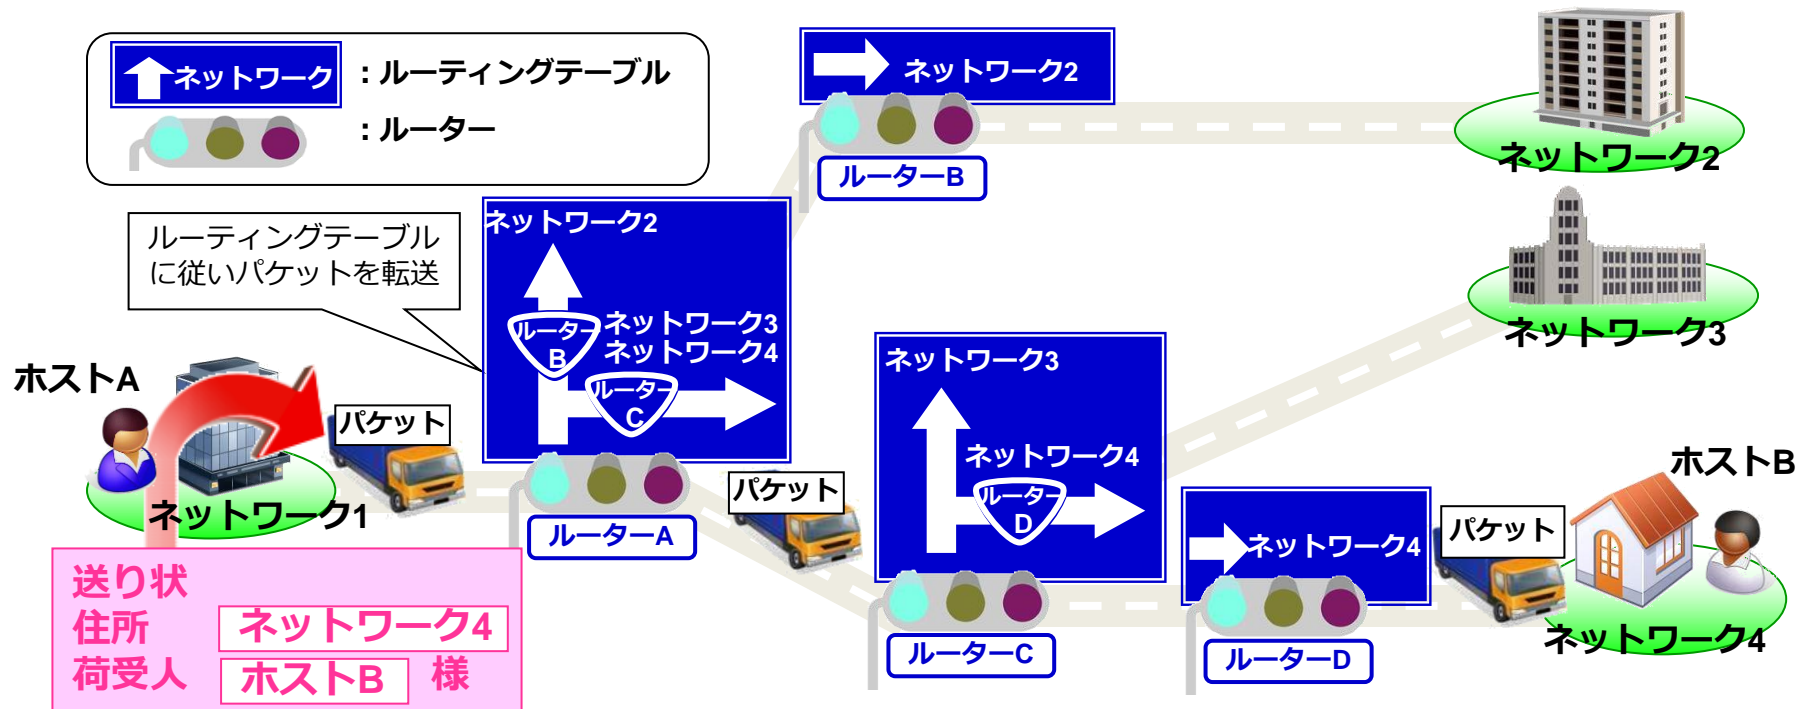 ネットワーク
：ルーティングテーブル
：ルーター
ネットワーク2
ルーターB
ネットワーク2
ネットワーク3
ルーティングテーブル
に従いパケットを転送
ネットワーク2
ルーター
B
ネットワーク3
ネットワーク4
ルーター
C
ルーターA
ホストA
パケット
ネットワーク1
パケット
ネットワーク3
ネットワーク4
ルーター
D
ルーターC
ネットワーク4
ルーターD
パケット
ホストB
ネットワーク4
送り状
住所 ネットワーク4
荷受人 ホストB 様